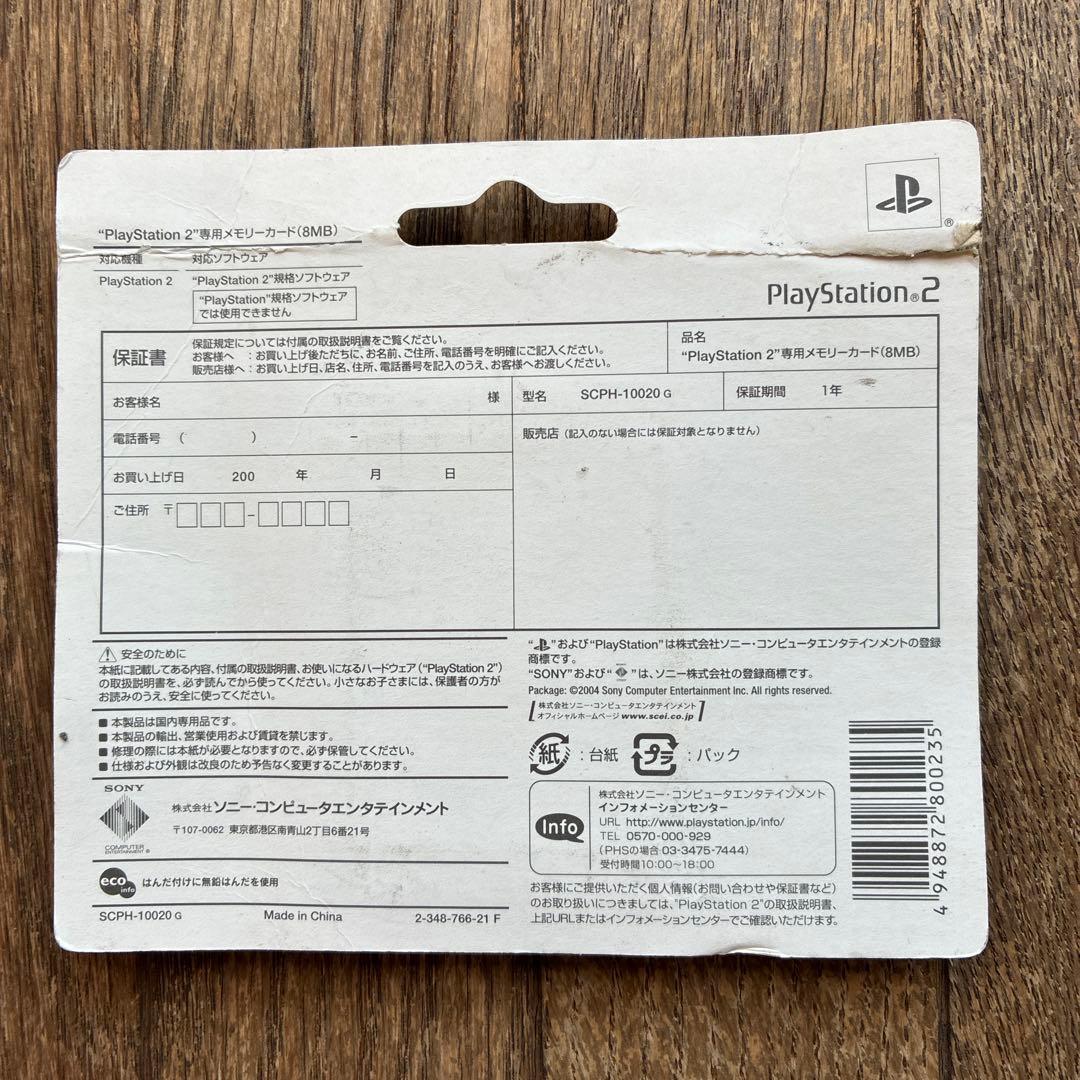 "PlayStation 2"専用メモリーカード(8MB)
対応機種 対応ソフトウェア
PlayStation 2 "PlayStation 2"規格ソフトウェア
"PlayStation"規格ソフトウェア
では使用できません
®
PlayStation®2
保証書
保証規定については付属の取扱説明書をご覧ください。
お客様へ :お買い上げ後ただちに、お名前、ご住所、電話番号を明確にご記入ください。
販売店様へ:お買い上げ日、店名、住所、電話番号を記入のうえ、お客様へお渡しください。
品名
"PlayStation 2"専用メモリーカード(8MB)
お客様名 様
型名 SCPH-10020 G
保証期間 1年
電話番号 ( ) –
販売店(記入のない場合には保証対象となりません)
お買い上げ日 200 年 月 日
ご住所 〒□□□-□□□□
⚠ 安全のために
本紙に記載してある内容、付属の取扱説明書、お使いになるハードウェア("PlayStation 2")
の取扱説明書を、必ず読んでから使ってください。小さなお子さまには、保護者の方が
お読みのうえ、安全に使ってください。
■ 本製品は国内専用品です。
■ 本製品の輸出、営業使用および賃貸を禁じます。
■ 修理の際には本紙が必要となりますので、必ず保管してください。
■ 仕様および外観は改良のため予告なく変更することがあります。
SONY
COMPUTER
ENTERTAINMENT ®
株式会社 ソニー・コンピュータエンタテインメント
〒107-0062 東京都港区南青山2丁目6番21号
eco info はんだ付けに無鉛はんだを使用
SCPH-10020 G Made in China 2-348-766-21 F
" "および"PlayStation"は株式会社ソニー・コンピュータエンタテインメントの登録
商標です。
"SONY"および" "は、ソニー株式会社の登録商標です。
Package: ©2004 Sony Computer Entertainment Inc. All rights reserved.
株式会社ソニー・コンピュータエンタテインメント
オフィシャルホームページ www.scei.co.jp
紙 :台紙 プラ :パック
Info
株式会社ソニー・コンピュータエンタテインメント
インフォメーションセンター
URL http://www.playstation.jp/info/
TEL 0570-000-929
(PHSの場合 03-3475-7444)
受付時間10:00~18:00
お客様にご提供いただく個人情報(お問い合わせや保証書など)
のお取り扱いにつきましては、"PlayStation 2"の取扱説明書、
上記URLまたはインフォメーションセンターでご確認いただけます。
4 948872 800235